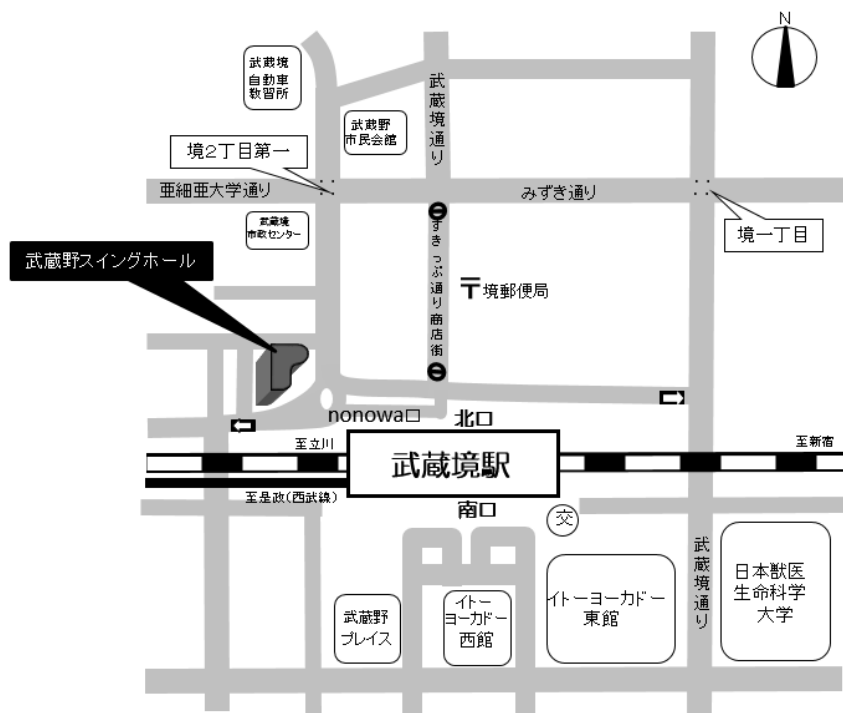 N
武蔵境
自動車
教習所
武蔵境通り
武蔵野
市民会館
境2丁目第一
亜細亜大学通り
みずき通り
武蔵境
市政センター
境一丁目
武蔵野スイングホール
すきっぷ通り商店街
〒境郵便局
nonowa口
北口
至立川
武蔵境駅
至新宿
至是政(西武線)
南口
交
武蔵境通り
日本獣医
生命科学
大学
イトーヨーカドー
東館
イトー
ヨーカドー
西館
武蔵野
プレイス